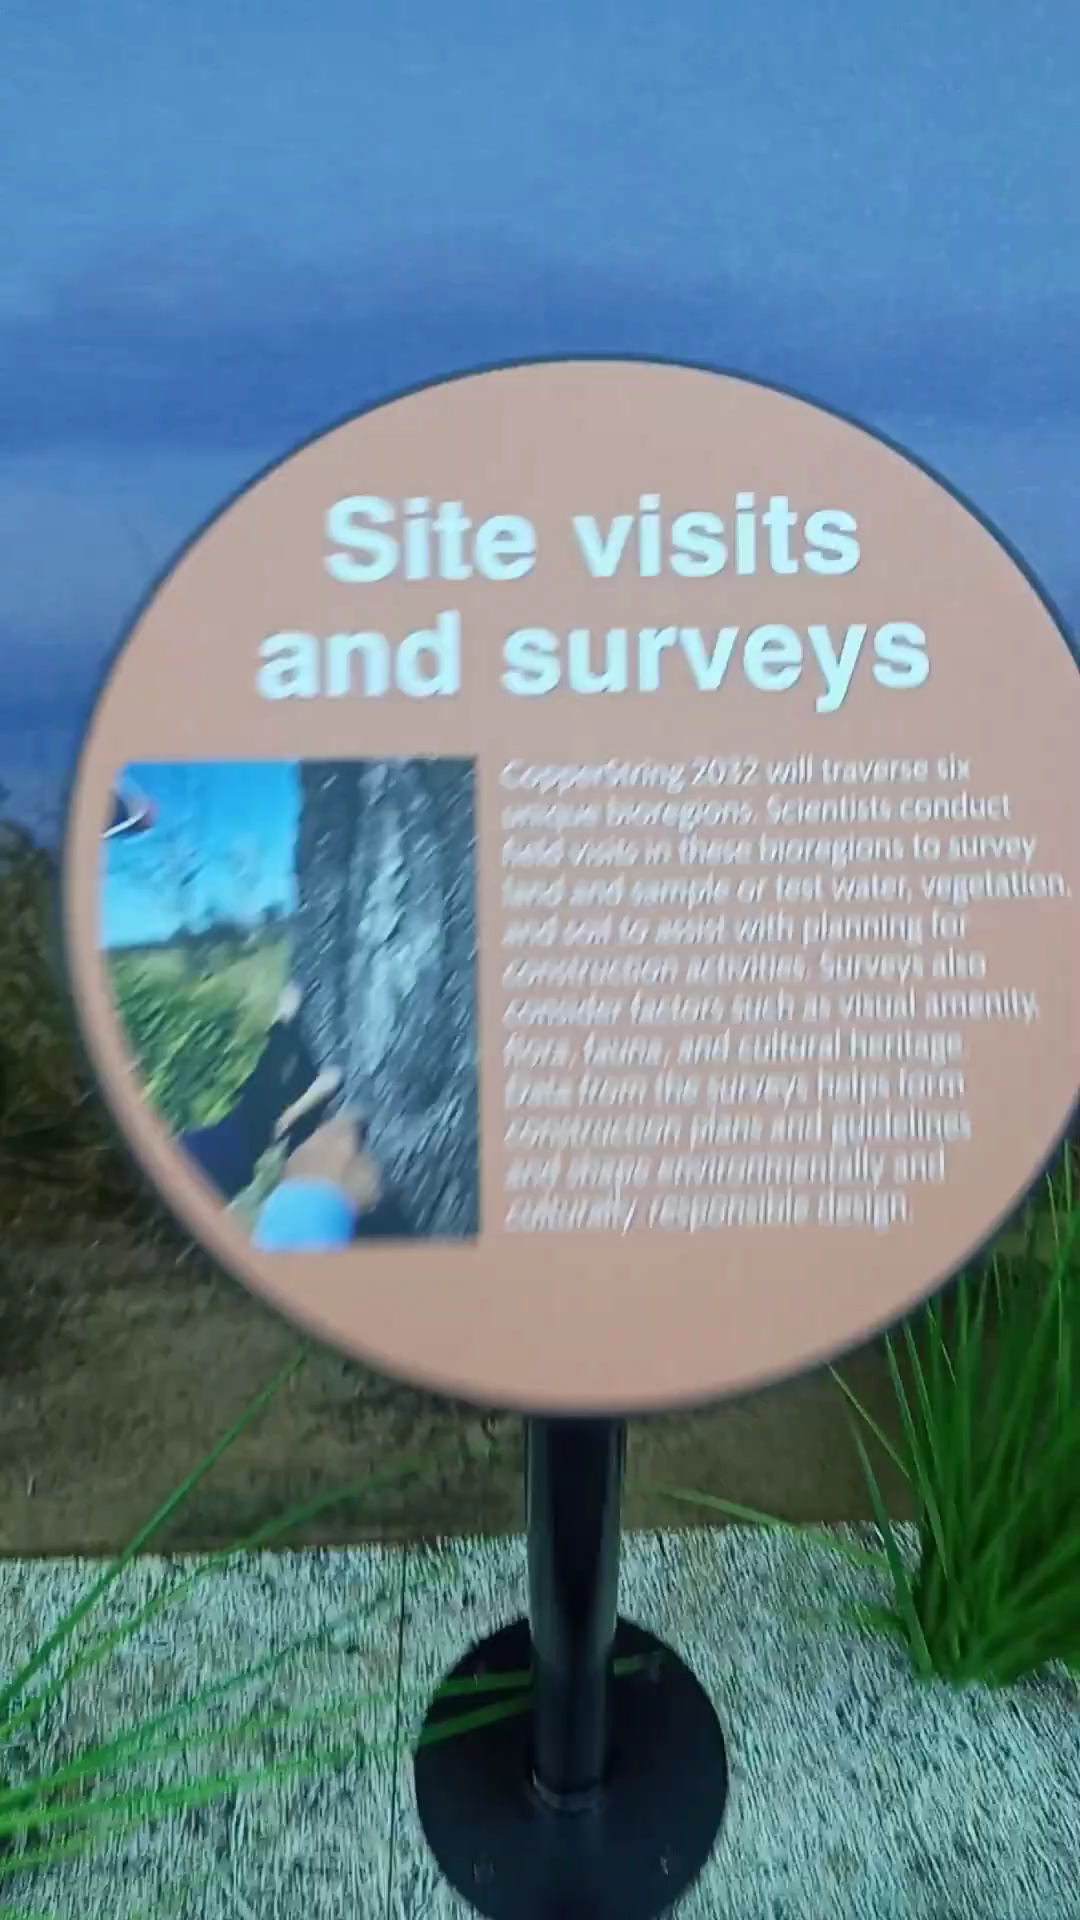 Site visits
and surveys
CopperString 2032 will traverse six
unique bioregions. Scientists conduct
field visits in these bioregions to survey
land and sample or test water, vegetation,
and soil to assist with planning for
construction activities. Surveys also
consider factors such as visual amenity,
flora, fauna, and cultural heritage.
Data from the surveys helps form
construction plans and guidelines
and shape environmentally and
culturally responsible design.